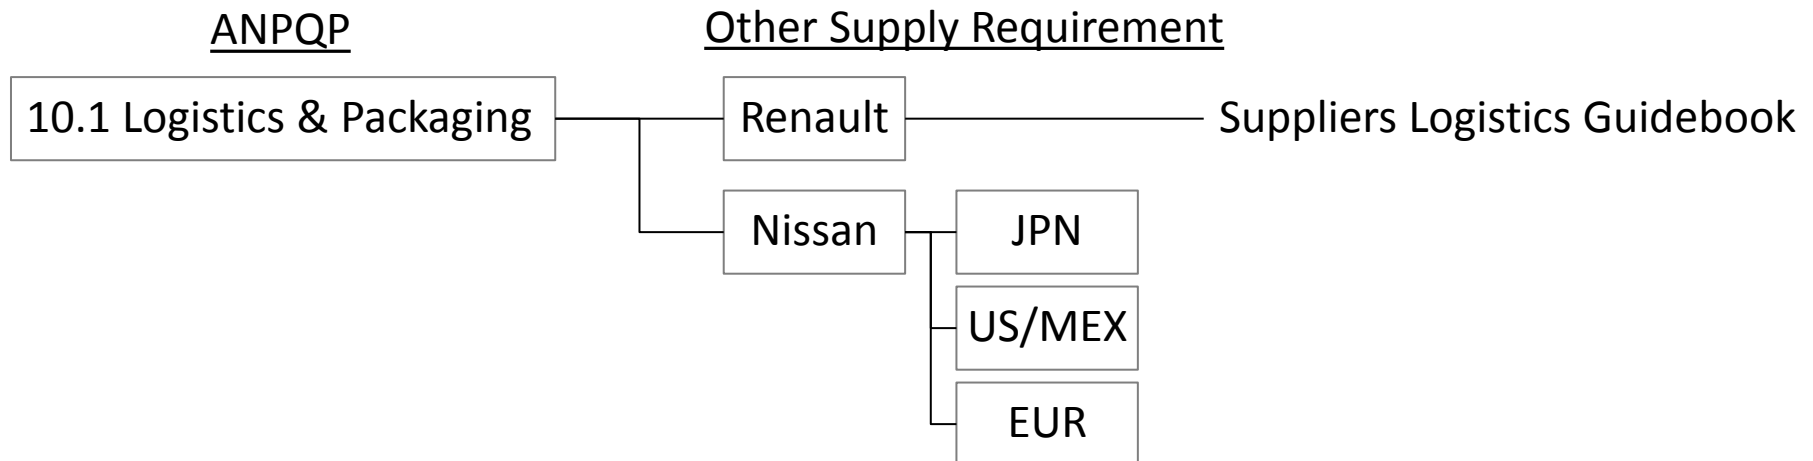 ANPQP
Other Supply Requirement
10.1 Logistics & Packaging
Renault
Suppliers Logistics Guidebook
Nissan
JPN
US/MEX
EUR